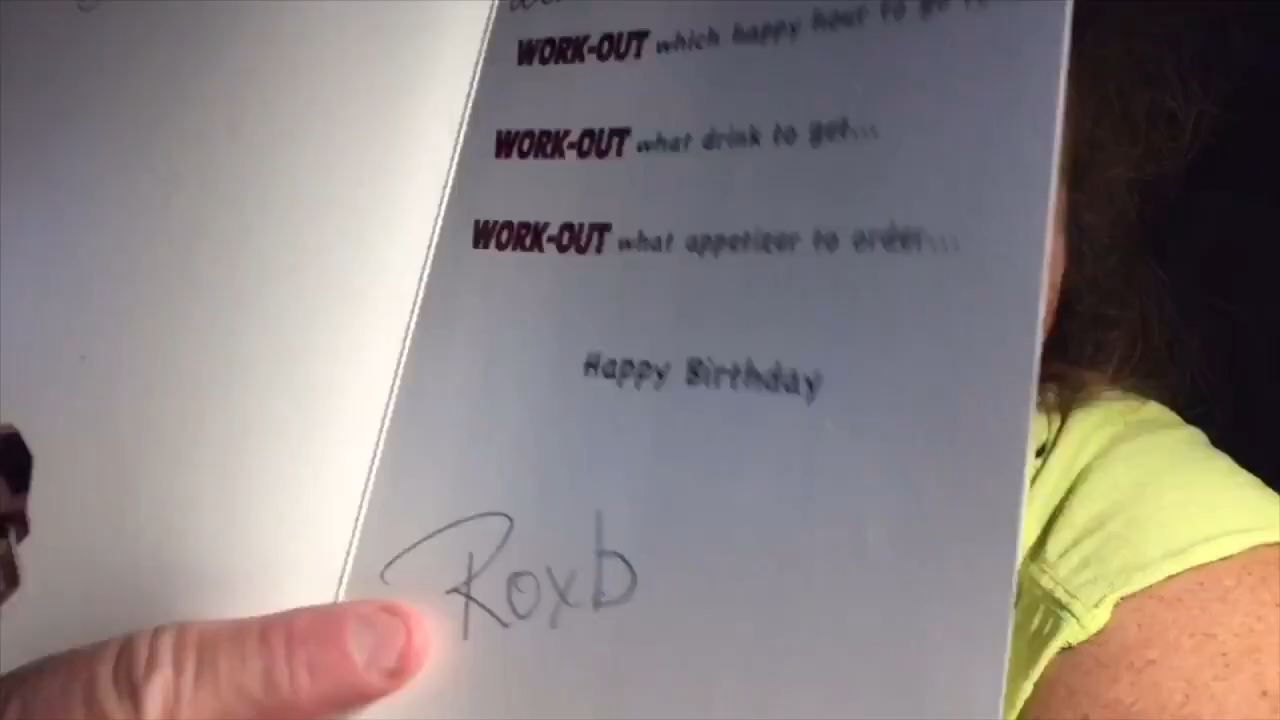 WORK-OUT which happy hour to go to
WORK-OUT what drink to get...
WORK-OUT what appetizer to order...
Happy Birthday
Roxb